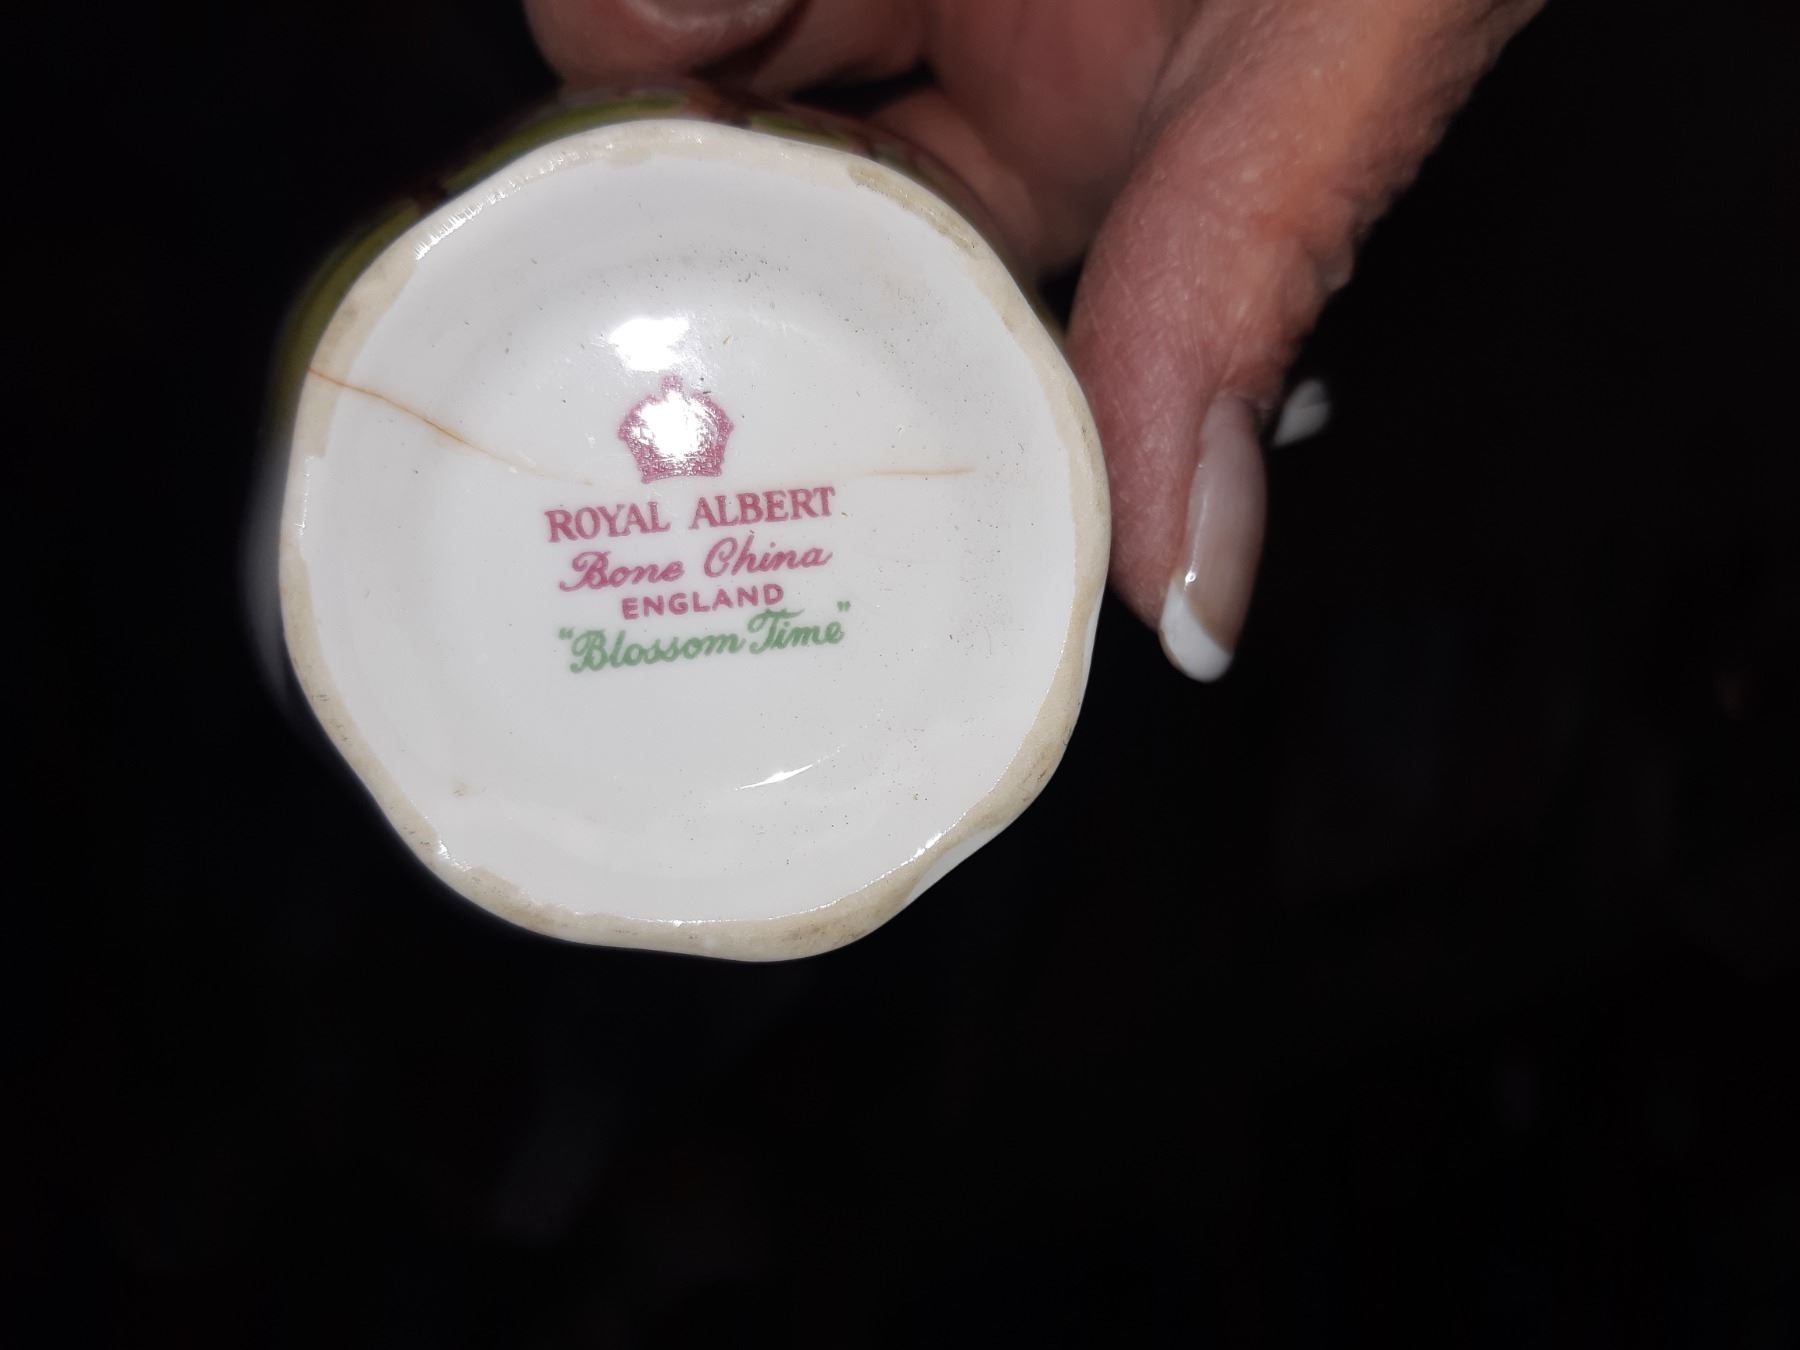 ROYAL ALBERT
Bone China
ENGLAND
"Blossom Time"